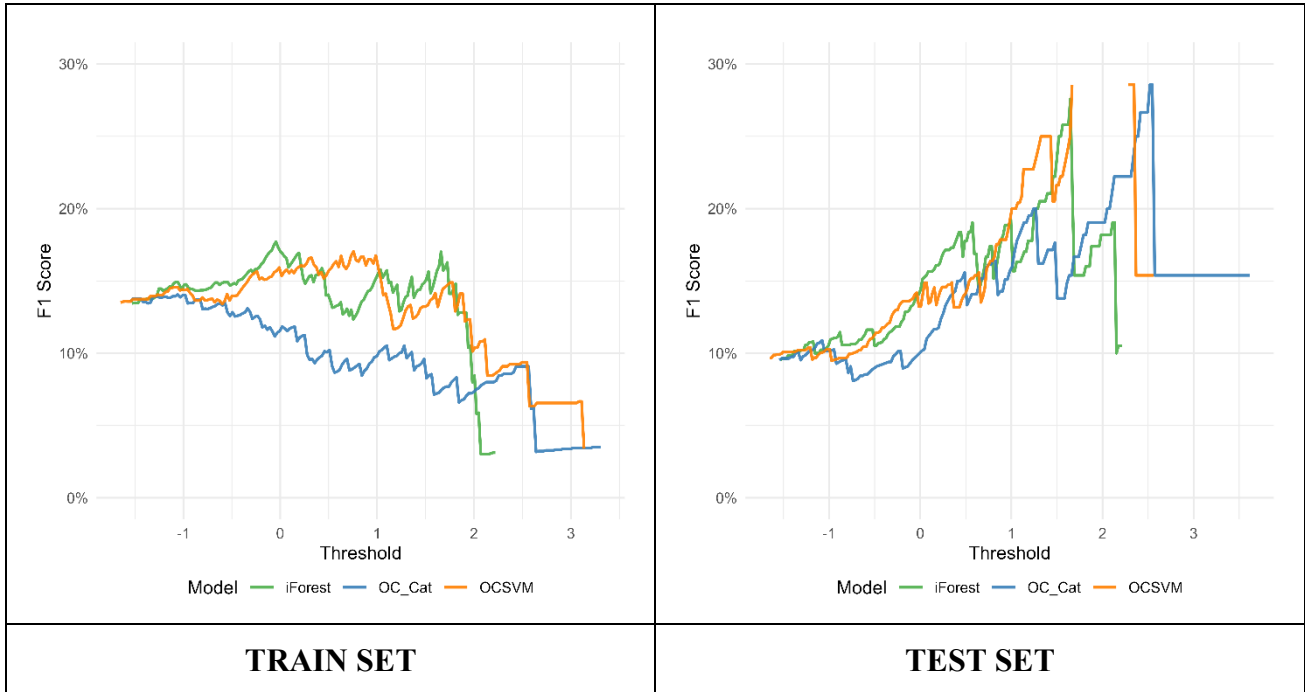 30%
20%
10%
0%
F1 Score
-1 0 1 2 3
Threshold
Model iForest OC_Cat OCSVM
TRAIN SET
30%
20%
10%
0%
F1 Score
-1 0 1 2 3
Threshold
Model iForest OC_Cat OCSVM
TEST SET